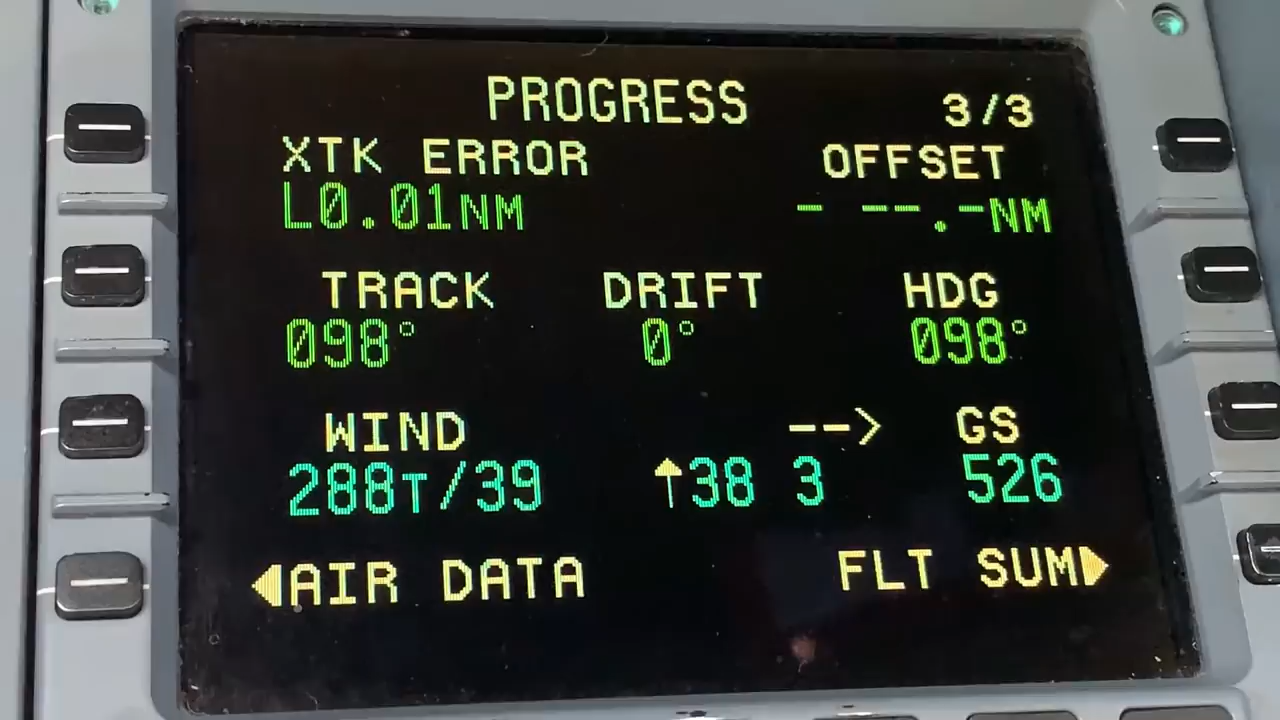 PROGRESS 3/3
XTK ERROR OFFSET
L0.01NM - --.-NM
TRACK DRIFT HDG
098° 0° 098°
WIND --> GS
288T/39 ↑38 3 526
◀AIR DATA FLT SUM▶